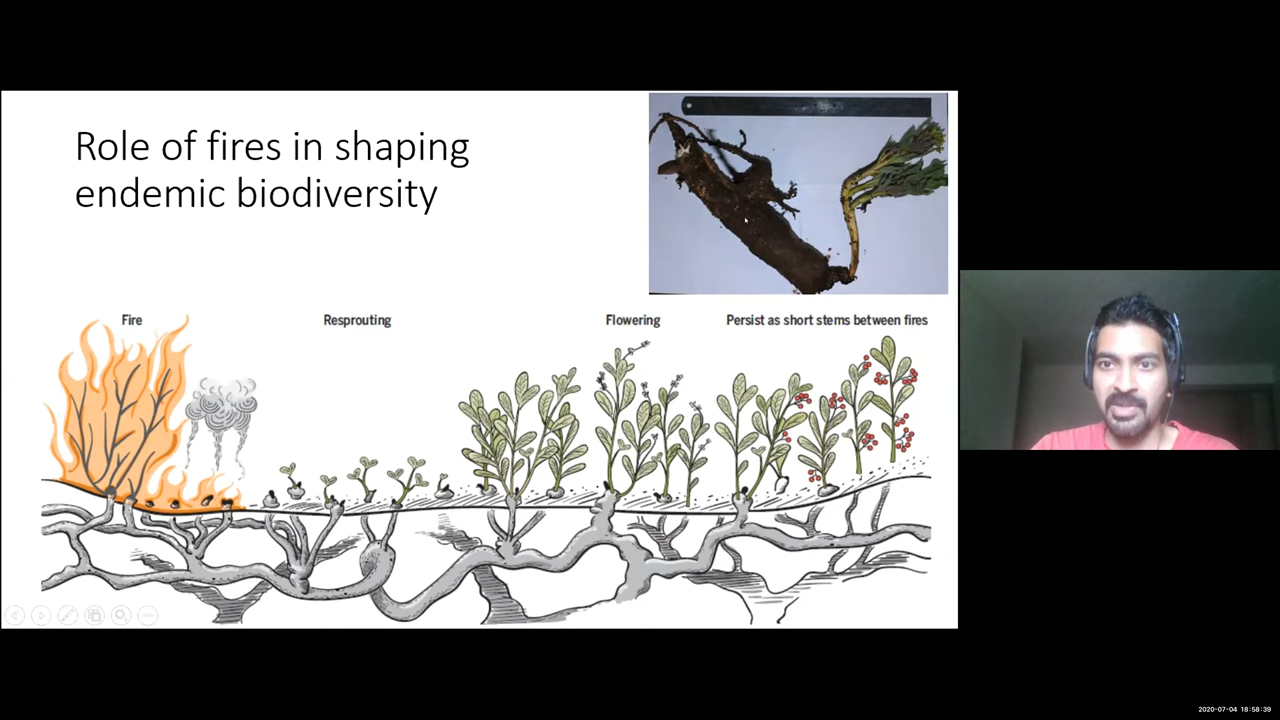 Role of fires in shaping
endemic biodiversity
Fire
Resprouting
Flowering
Persist as short stems between fires
2020-07-04 18:58:39